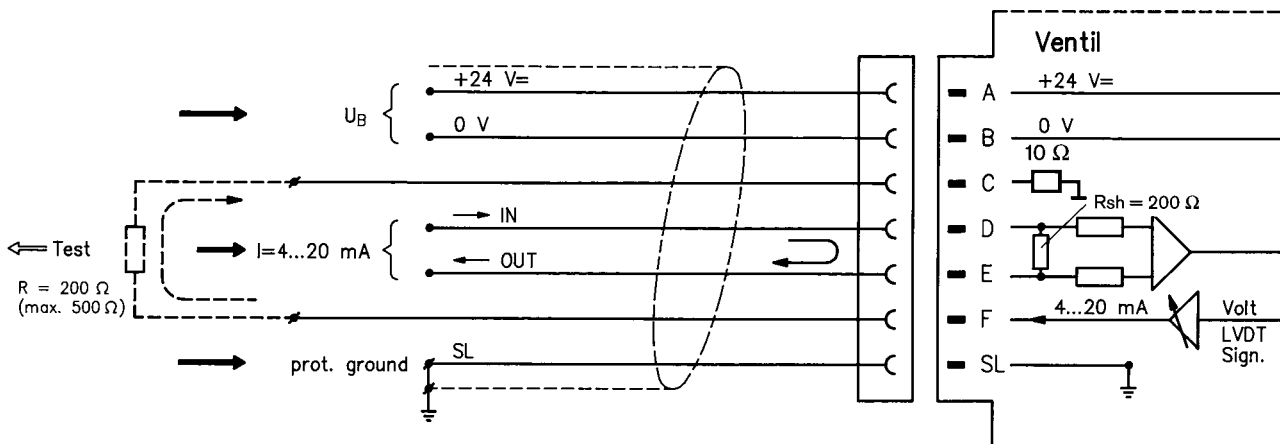 Ventil
U_B
+24 V=
0 V
A
+24 V=
B
0 V
10 Ω
C
Rsh = 200 Ω
⇐ Test
R = 200 Ω
(max. 500 Ω)
I=4...20 mA
→ IN
← OUT
D
E
F
4...20 mA
Volt
LVDT
Sign.
prot. ground
SL
SL